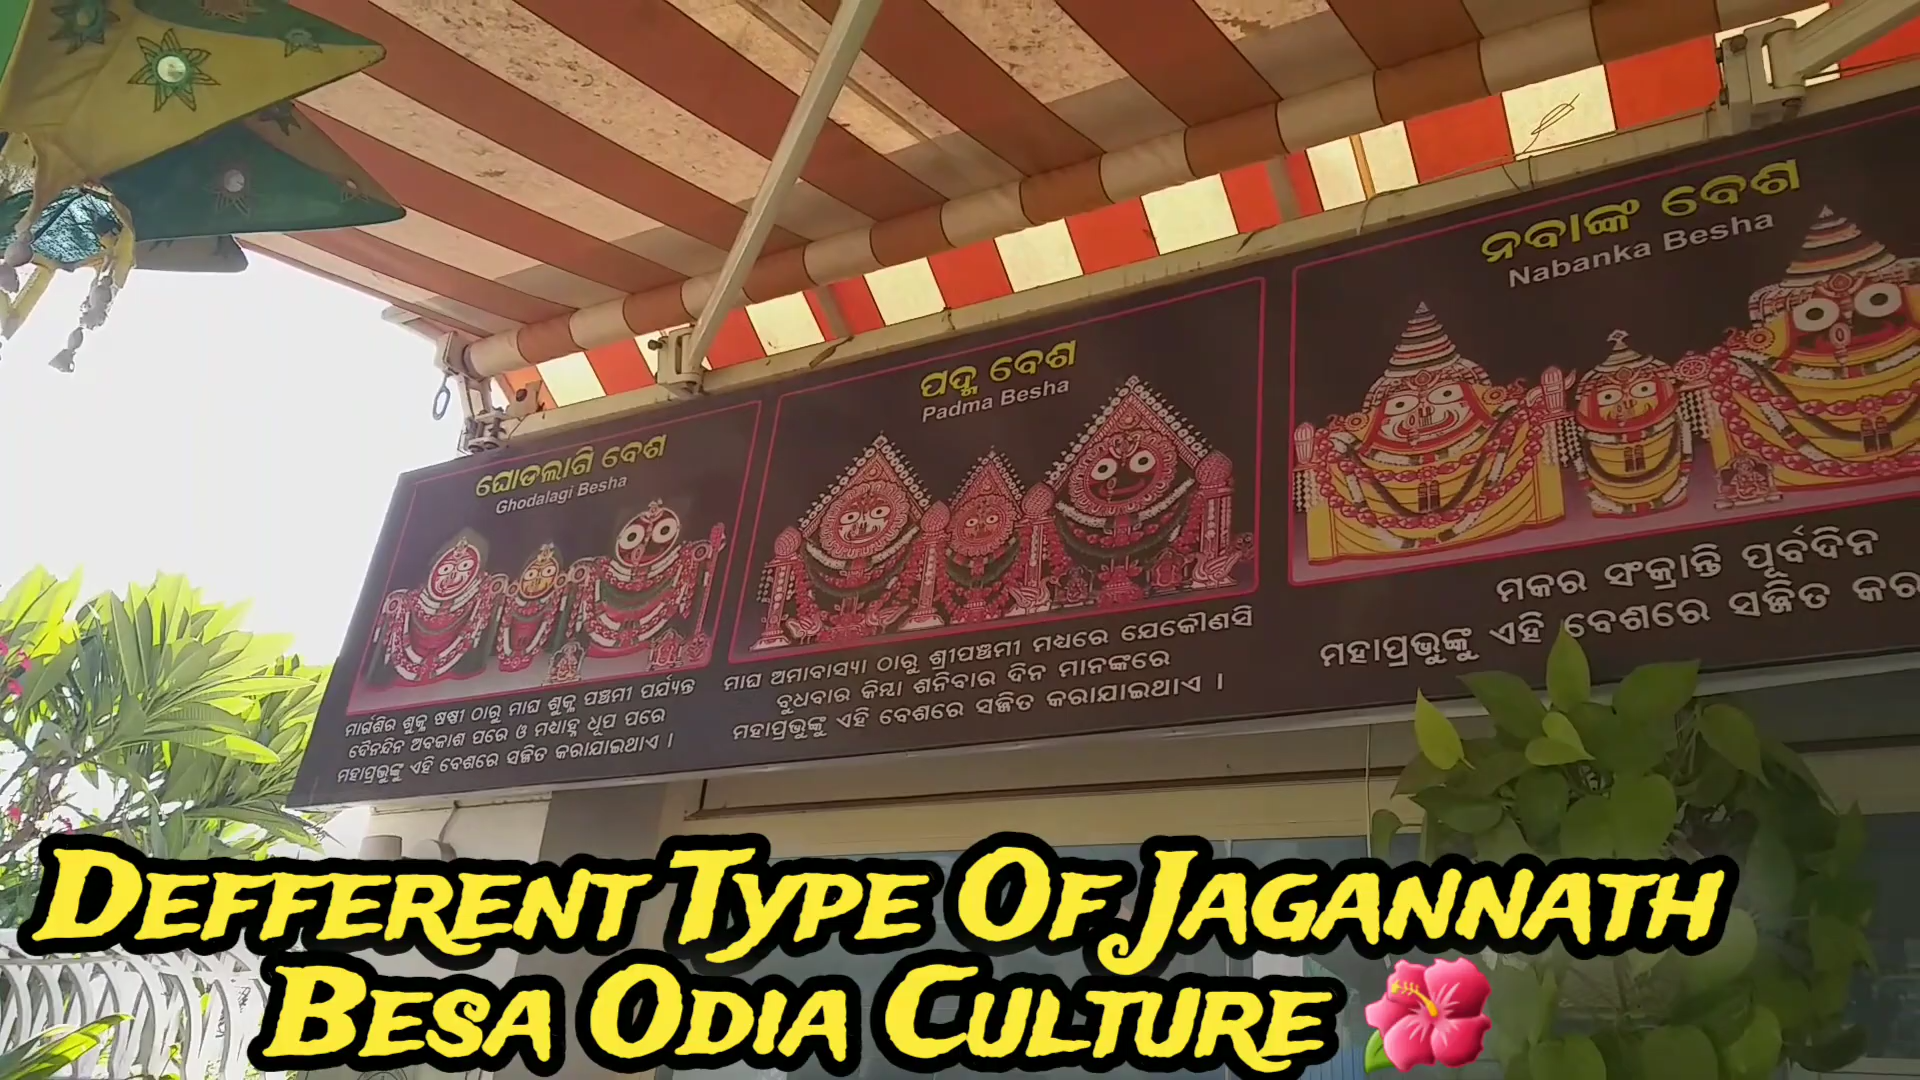 ଘୋଡଲାଗି ବେଶ
Ghodalagi Besha
ମାର୍ଗଶିର ଶୁକ୍ଳ ଷଷ୍ଠୀ ଠାରୁ ମାଘ ଶୁକ୍ଳ ପଞ୍ଚମୀ ପର୍ଯ୍ୟନ୍ତ
ଦୈନନ୍ଦିନ ଅବକାଶ ପରେ ଓ ମଧ୍ୟାହ୍ନ ଧୂପ ପରେ
ମହାପ୍ରଭୁଙ୍କୁ ଏହି ବେଶରେ ସଜ୍ଜିତ କରାଯାଇଥାଏ ।
ପଦ୍ମ ବେଶ
Padma Besha
ମାଘ ଅମାବାସ୍ୟା ଠାରୁ ଶ୍ରୀପଞ୍ଚମୀ ମଧ୍ୟରେ ଯେକୌଣସି
ବୁଧବାର କିମ୍ବା ଶନିବାର ଦିନ ମାନଙ୍କରେ
ମହାପ୍ରଭୁଙ୍କୁ ଏହି ବେଶରେ ସଜ୍ଜିତ କରାଯାଇଥାଏ ।
ନବାଙ୍କ ବେଶ
Nabanka Besha
ମକର ସଂକ୍ରାନ୍ତି ପୂର୍ବଦିନ
ମହାପ୍ରଭୁଙ୍କୁ ଏହି ବେଶରେ ସଜ୍ଜିତ
Defferent Type Of Jagannath
Besa Odia Culture 🌺